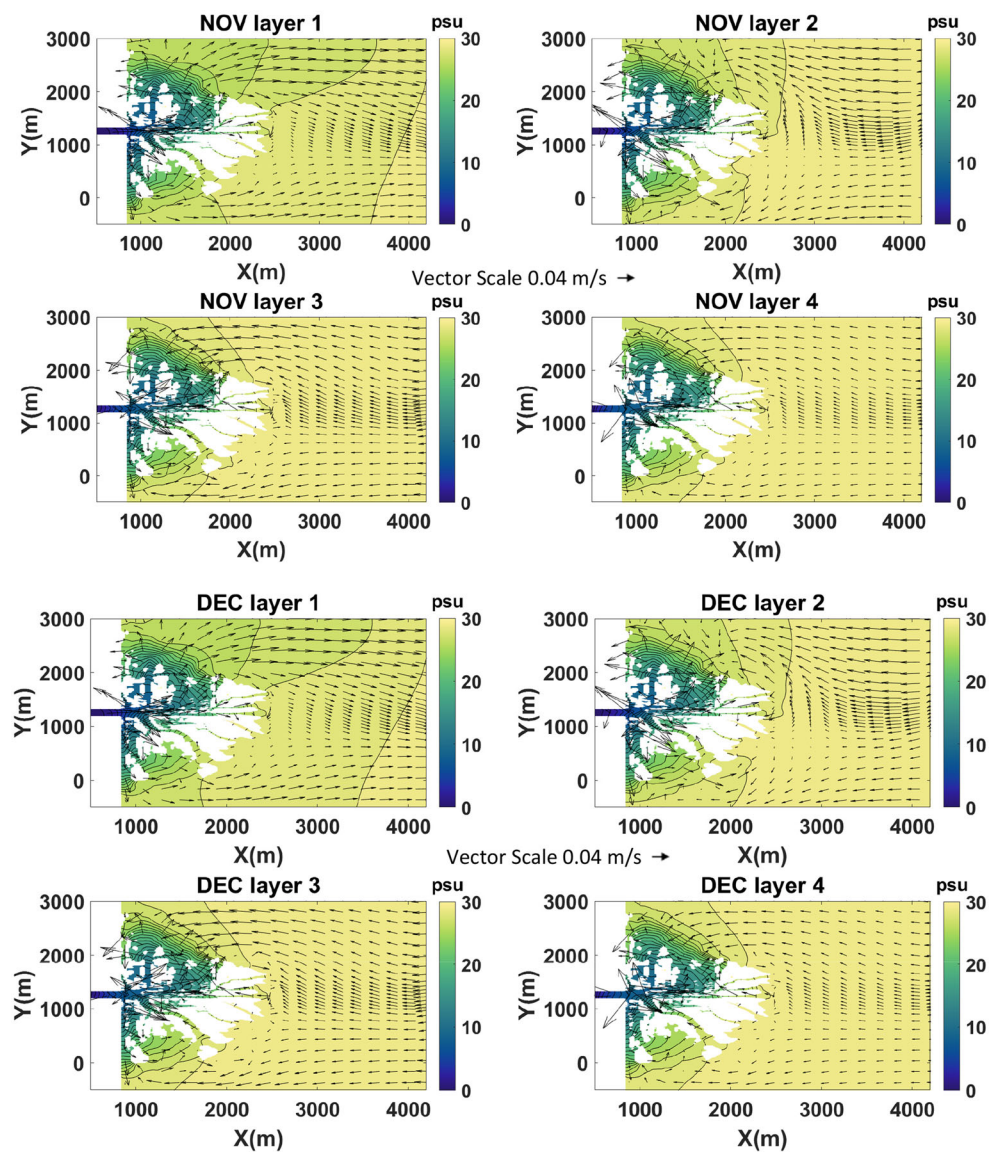 NOV layer 1 psu NOV layer 2 psu
3000 30 3000 30
2000 20 2000 20
Y(m) Y(m)
1000 10 1000 10
0 0 0 0
1000 2000 3000 4000 1000 2000 3000 4000
X(m) X(m)
Vector Scale 0.04 m/s
NOV layer 3 psu NOV layer 4 psu
3000 30 3000 30
2000 20 2000 20
Y(m) Y(m)
1000 10 1000 10
0 0 0 0
1000 2000 3000 4000 1000 2000 3000 4000
X(m) X(m)
DEC layer 1 psu DEC layer 2 psu
3000 30 3000 30
2000 20 2000 20
Y(m) Y(m)
1000 10 1000 10
0 0 0 0
1000 2000 3000 4000 1000 2000 3000 4000
X(m) X(m)
Vector Scale 0.04 m/s
DEC layer 3 psu DEC layer 4 psu
3000 30 3000 30
2000 20 2000 20
Y(m) Y(m)
1000 10 1000 10
0 0 0 0
1000 2000 3000 4000 1000 2000 3000 4000
X(m) X(m)